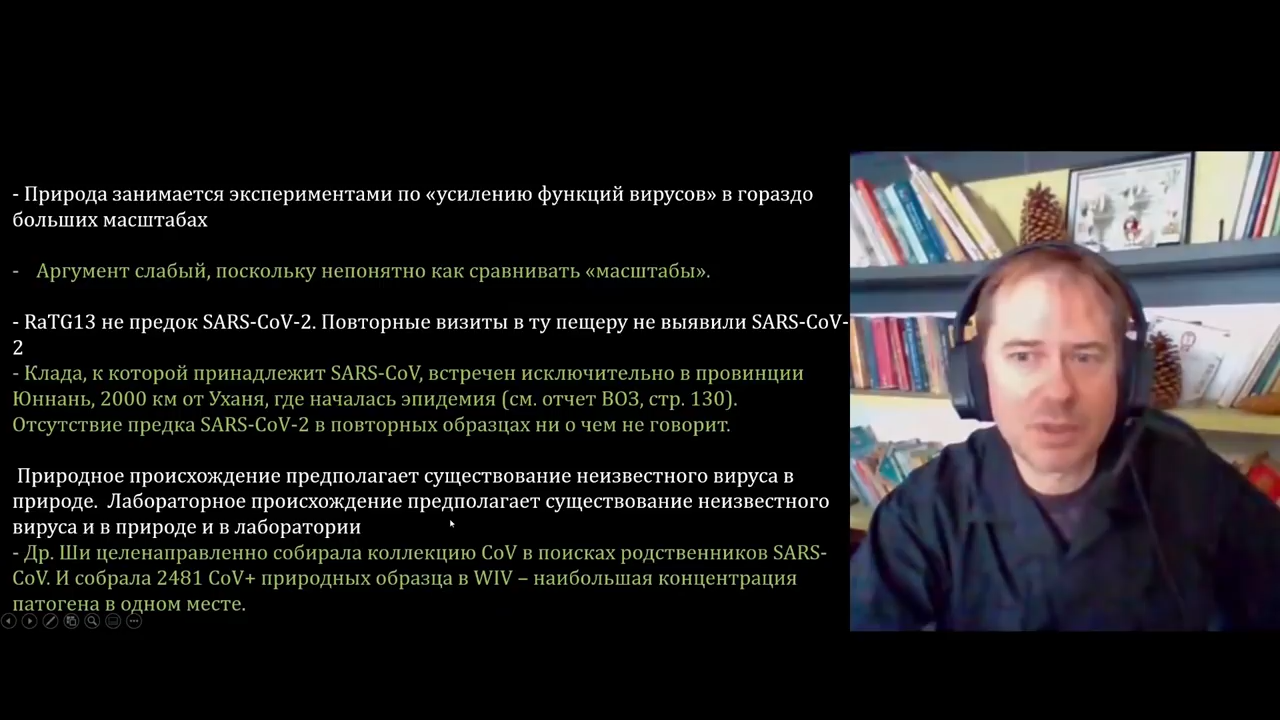 - Природа занимается экспериментами по «усилению функций вирусов» в гораздо
больших масштабах
- Аргумент слабый, поскольку непонятно как сравнивать «масштабы».
- RaTG13 не предок SARS-CoV-2. Повторные визиты в ту пещеру не выявили SARS-CoV-
2
- Клада, к которой принадлежит SARS-CoV, встречен исключительно в провинции
Юннань, 2000 км от Уханя, где началась эпидемия (см. отчет ВОЗ, стр. 130).
Отсутствие предка SARS-CoV-2 в повторных образцах ни о чем не говорит.
Природное происхождение предполагает существование неизвестного вируса в
природе. Лабораторное происхождение предполагает существование неизвестного
вируса и в природе и в лаборатории
- Др. Ши целенаправленно собирала коллекцию CoV в поисках родственников SARS-
CoV. И собрала 2481 CoV+ природных образца в WIV – наибольшая концентрация
патогена в одном месте.